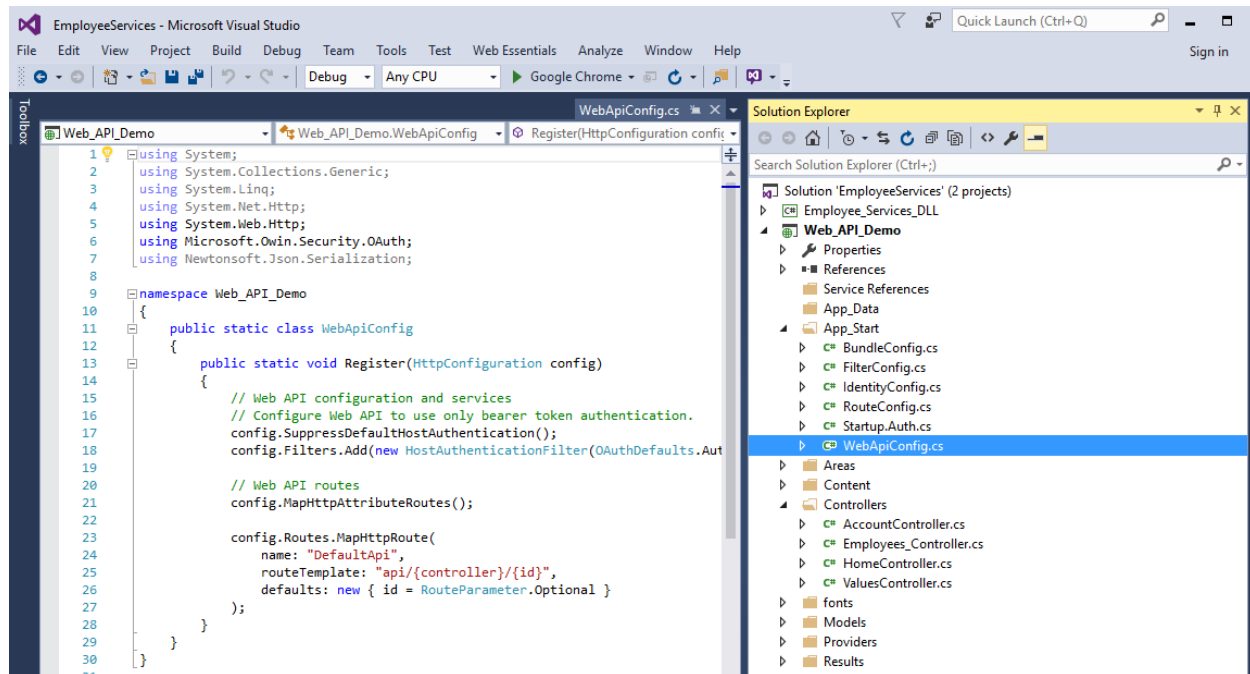 EmployeeServices - Microsoft Visual Studio
Quick Launch (Ctrl+Q)
File Edit View Project Build Debug Team Tools Test Web Essentials Analyze Window Help
Sign in
Debug Any CPU Google Chrome
Toolbox
WebApiConfig.cs
Web_API_Demo Web_API_Demo.WebApiConfig Register(HttpConfiguration config
1 using System;
2 using System.Collections.Generic;
3 using System.Linq;
4 using System.Net.Http;
5 using System.Web.Http;
6 using Microsoft.Owin.Security.OAuth;
7 using Newtonsoft.Json.Serialization;
8
9 namespace Web_API_Demo
10 {
11 public static class WebApiConfig
12 {
13 public static void Register(HttpConfiguration config)
14 {
15 // Web API configuration and services
16 // Configure Web API to use only bearer token authentication.
17 config.SuppressDefaultHostAuthentication();
18 config.Filters.Add(new HostAuthenticationFilter(OAuthDefaults.Aut
19
20 // Web API routes
21 config.MapHttpAttributeRoutes();
22
23 config.Routes.MapHttpRoute(
24 name: "DefaultApi",
25 routeTemplate: "api/{controller}/{id}",
26 defaults: new { id = RouteParameter.Optional }
27 );
28 }
29 }
30 }
Solution Explorer
Search Solution Explorer (Ctrl+;)
Solution 'EmployeeServices' (2 projects)
C# Employee_Services_DLL
Web_API_Demo
Properties
References
Service References
App_Data
App_Start
C# BundleConfig.cs
C# FilterConfig.cs
C# IdentityConfig.cs
C# RouteConfig.cs
C# Startup.Auth.cs
C# WebApiConfig.cs
Areas
Content
Controllers
C# AccountController.cs
C# Employees_Controller.cs
C# HomeController.cs
C# ValuesController.cs
fonts
Models
Providers
Results